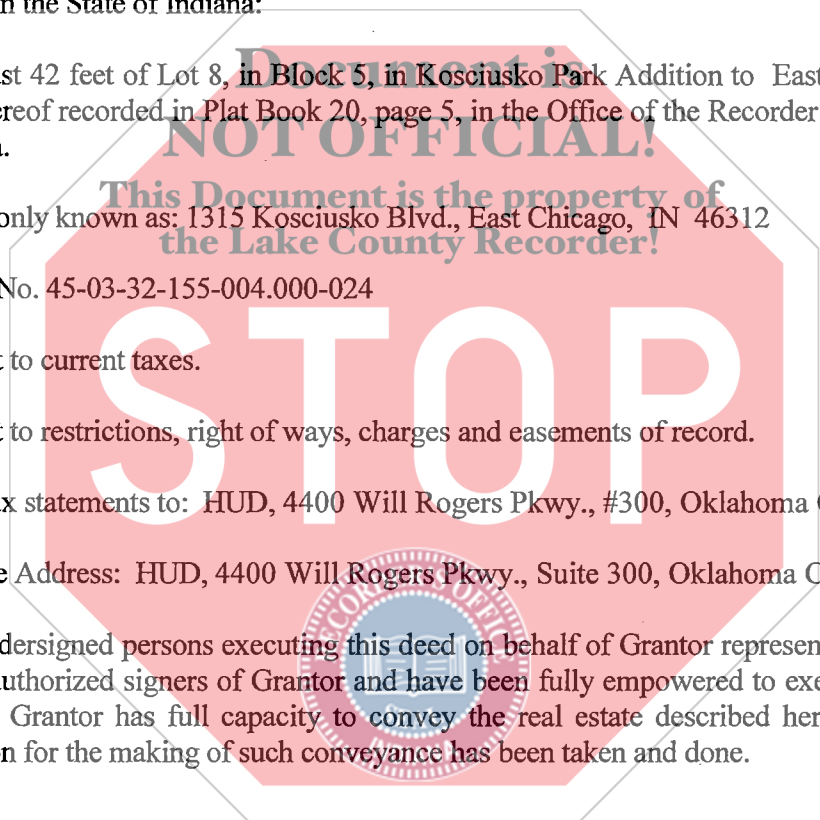 n the State of Indiana:
st 42 feet of Lot 8, in Block 5, in Kosciusko Park Addition to East
ereof recorded in Plat Book 20, page 5, in the Office of the Recorder
a.
only known as: 1315 Kosciusko Blvd., East Chicago, IN 46312
No. 45-03-32-155-004.000-024
t to current taxes.
t to restrictions, right of ways, charges and easements of record.
x statements to: HUD, 4400 Will Rogers Pkwy., #300, Oklahoma C
e Address: HUD, 4400 Will Rogers Pkwy., Suite 300, Oklahoma C
dersigned persons executing this deed on behalf of Grantor represen
uthorized signers of Grantor and have been fully empowered to exe
Grantor has full capacity to convey the real estate described her
n for the making of such conveyance has been taken and done.
Document is
NOT OFFICIAL!
This Document is the property of
the Lake County Recorder!
STOP
RECORDER'S OFFICE